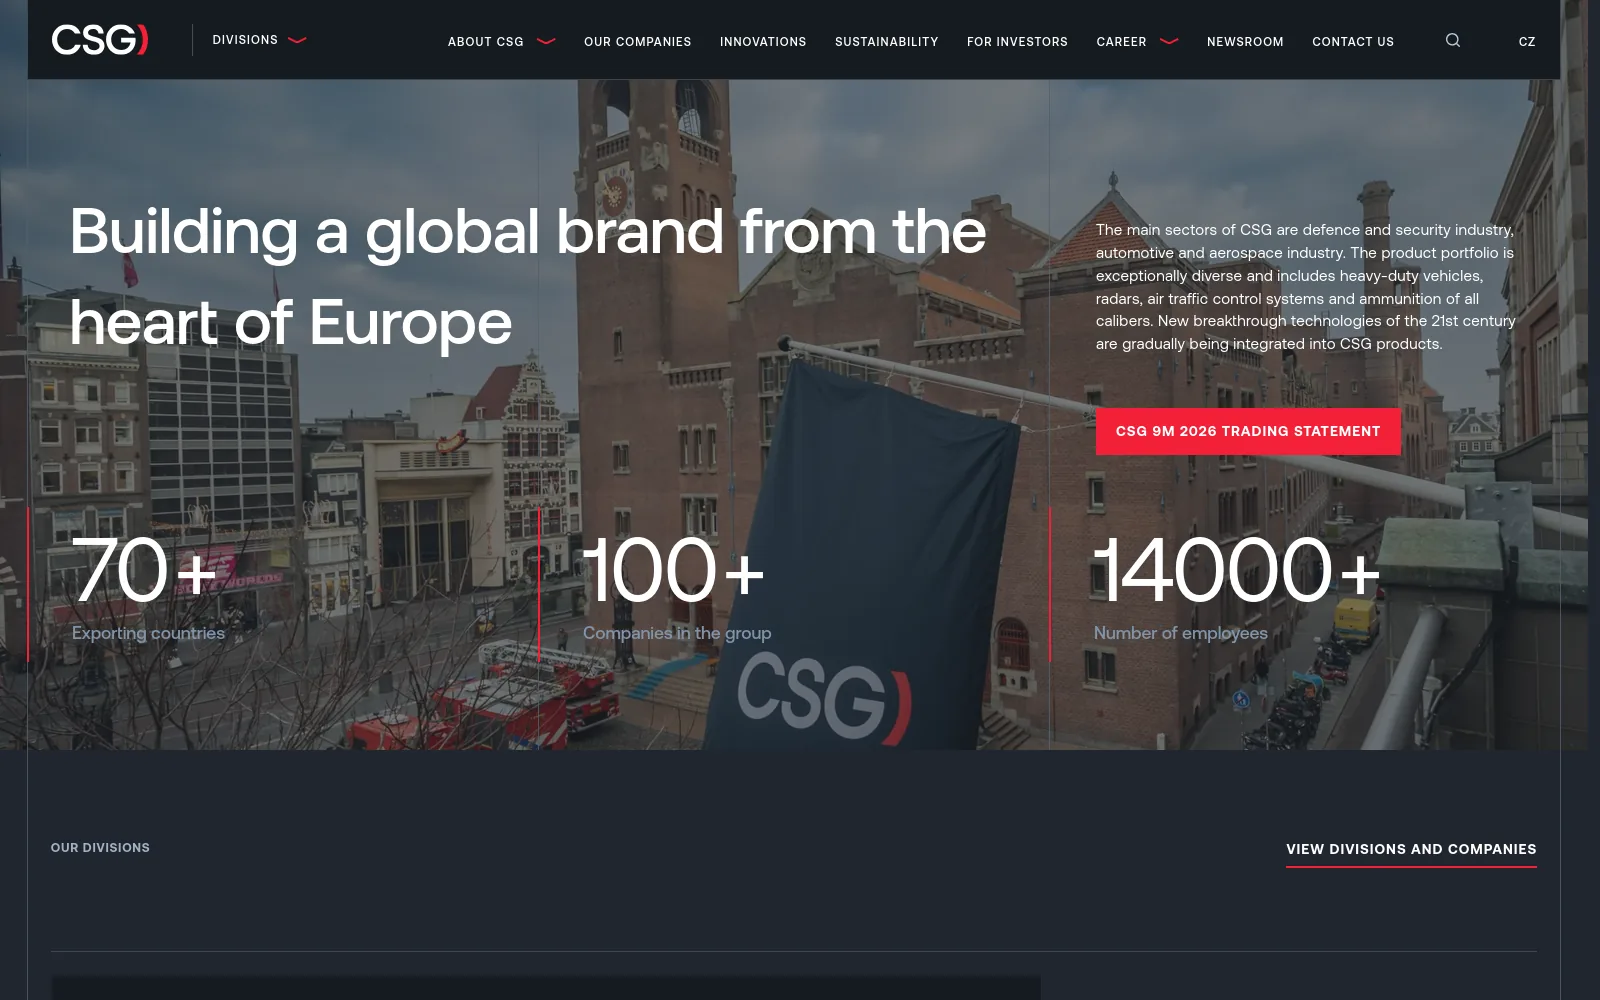 CSG
DIVISIONS
ABOUT CSG
OUR COMPANIES
INNOVATIONS
SUSTAINABILITY
FOR INVESTORS
CAREER
NEWSROOM
CONTACT US
CZ
Building a global brand from the
heart of Europe
The main sectors of CSG are defence and security industry,
automotive and aerospace industry. The product portfolio is
exceptionally diverse and includes heavy-duty vehicles,
radars, air traffic control systems and ammunition of all
calibers. New breakthrough technologies of the 21st century
are gradually being integrated into CSG products.
CSG 9M 2026 TRADING STATEMENT
70+
Exporting countries
100+
Companies in the group
14000+
Number of employees
CSG
OUR DIVISIONS
VIEW DIVISIONS AND COMPANIES